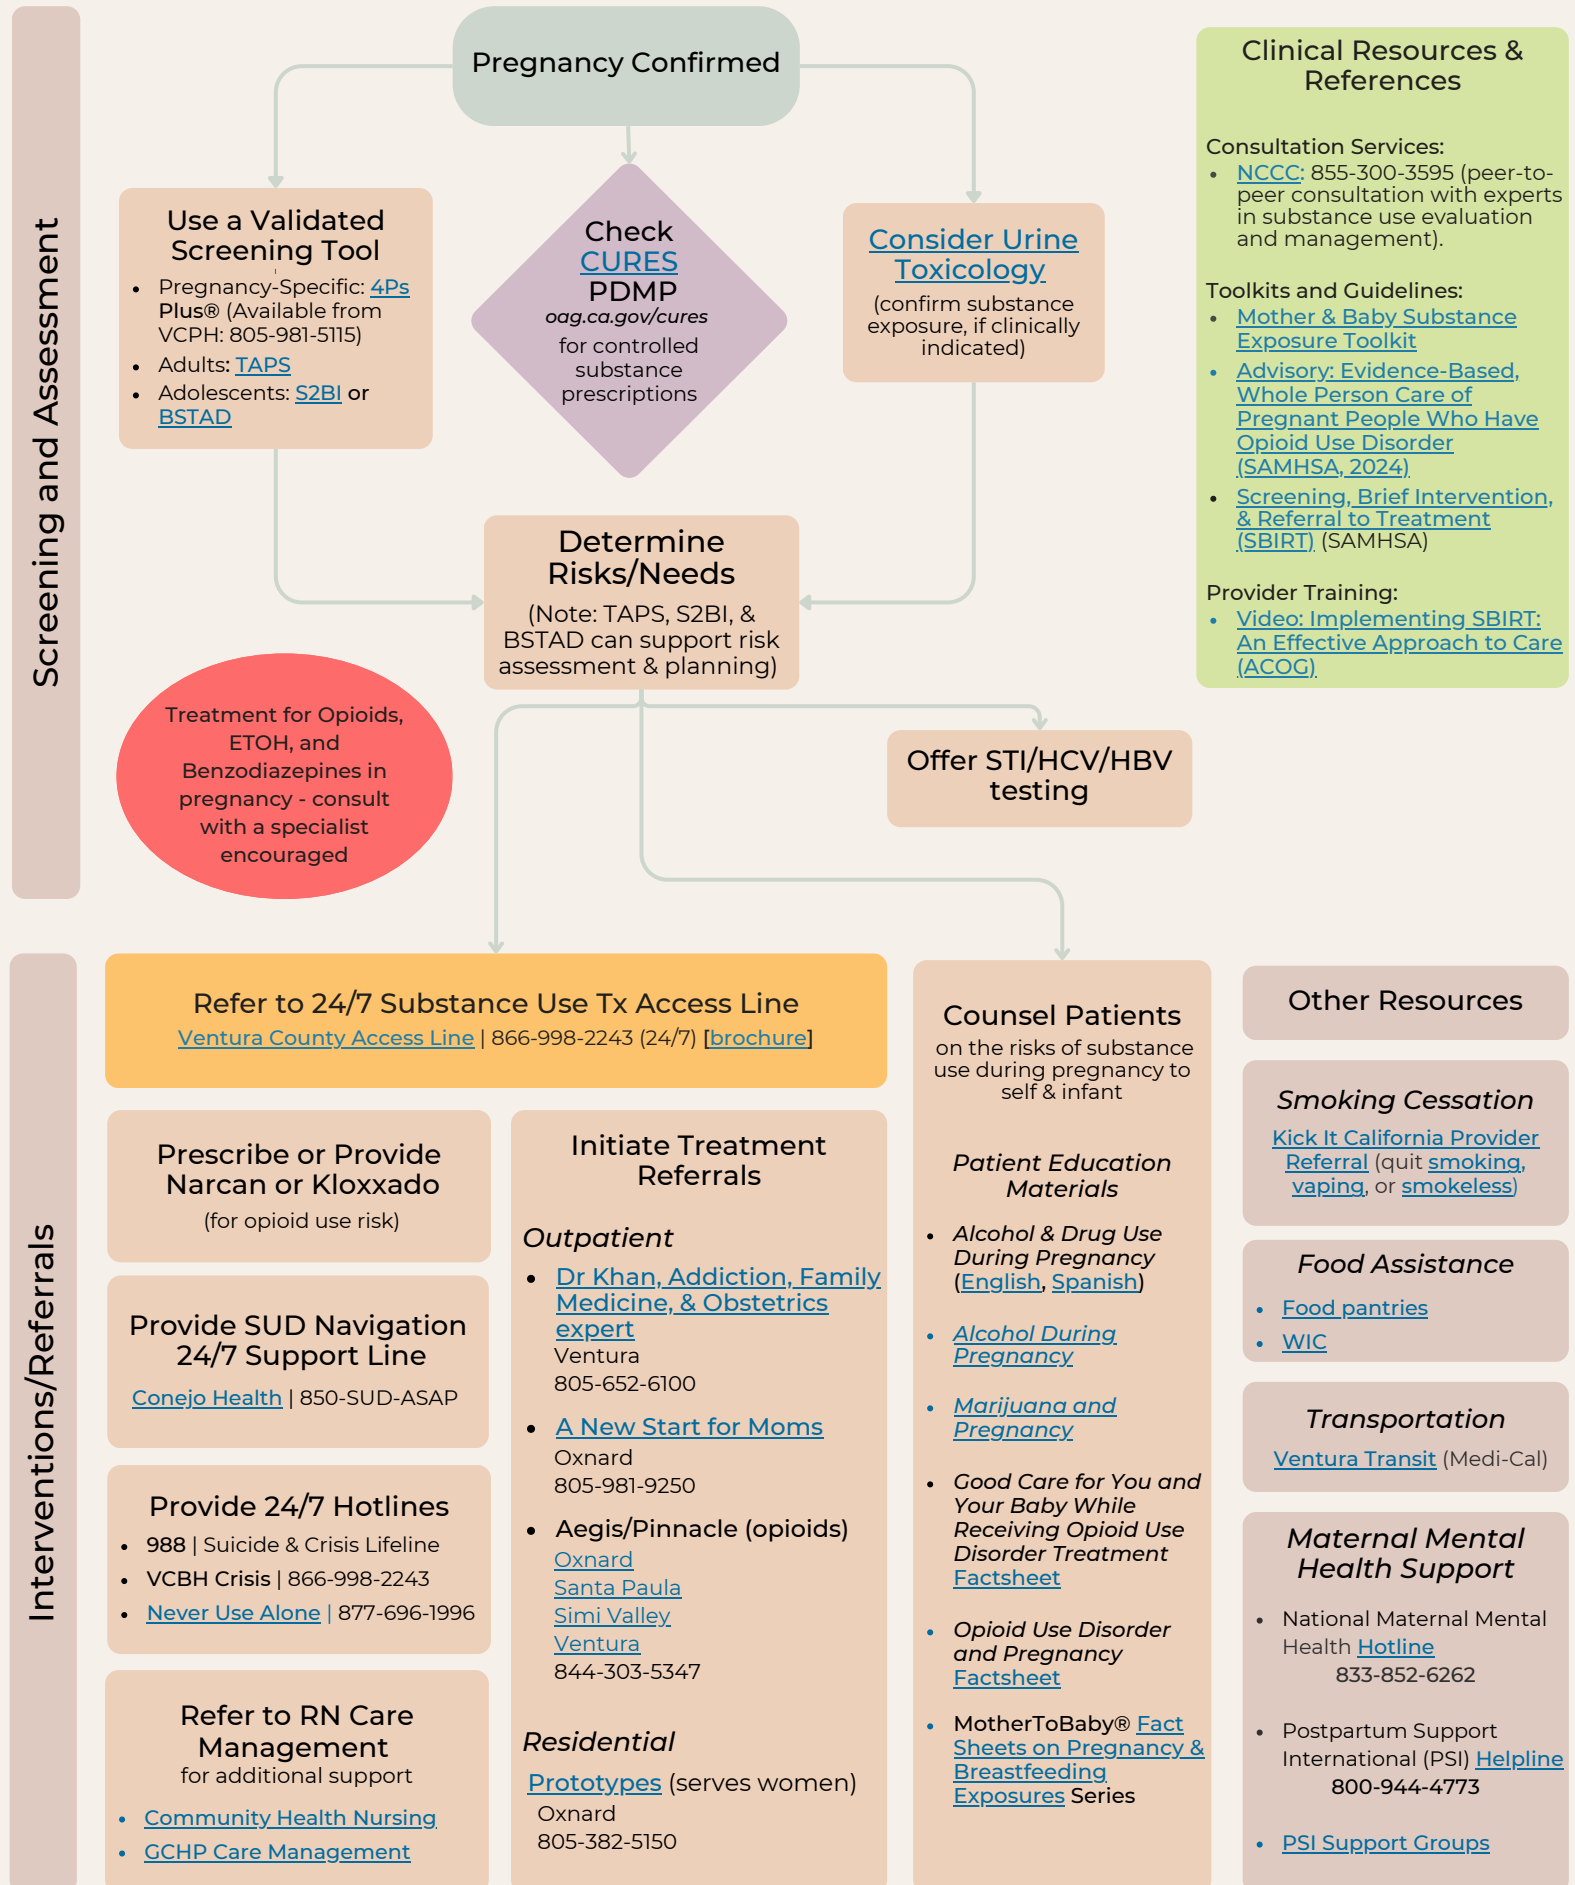 Screening and Assessment
Pregnancy Confirmed
Use a Validated
Screening Tool
• Pregnancy-Specific: 4Ps
Plus® (Available from
VCPH: 805-981-5115)
• Adults: TAPS
• Adolescents: S2BI or
BSTAD
Check
CURES
PDMP
oag.ca.gov/cures
for controlled
substance
prescriptions
Consider Urine
Toxicology
(confirm substance
exposure, if clinically
indicated)
Determine
Risks/Needs
(Note: TAPS, S2BI, &
BSTAD can support risk
assessment & planning)
Treatment for Opioids,
ETOH, and
Benzodiazepines in
pregnancy - consult
with a specialist
encouraged
Offer STI/HCV/HBV
testing
Clinical Resources &
References
Consultation Services:
• NCCC: 855-300-3595 (peer-to-
peer consultation with experts
in substance use evaluation
and management).
Toolkits and Guidelines:
• Mother & Baby Substance
Exposure Toolkit
• Advisory: Evidence-Based,
Whole Person Care of
Pregnant People Who Have
Opioid Use Disorder
(SAMHSA, 2024)
• Screening, Brief Intervention,
& Referral to Treatment
(SBIRT) (SAMHSA)
Provider Training:
• Video: Implementing SBIRT:
An Effective Approach to Care
(ACOG)
Interventions/Referrals
Refer to 24/7 Substance Use Tx Access Line
Ventura County Access Line | 866-998-2243 (24/7) [brochure]
Prescribe or Provide
Narcan or Kloxxado
(for opioid use risk)
Provide SUD Navigation
24/7 Support Line
Conejo Health | 850-SUD-ASAP
Provide 24/7 Hotlines
• 988 | Suicide & Crisis Lifeline
• VCBH Crisis | 866-998-2243
• Never Use Alone | 877-696-1996
Refer to RN Care
Management
for additional support
• Community Health Nursing
• GCHP Care Management
Initiate Treatment
Referrals
Outpatient
• Dr Khan, Addiction, Family
Medicine, & Obstetrics
expert
Ventura
805-652-6100
• A New Start for Moms
Oxnard
805-981-9250
• Aegis/Pinnacle (opioids)
Oxnard
Santa Paula
Simi Valley
Ventura
844-303-5347
Residential
Prototypes (serves women)
Oxnard
805-382-5150
Counsel Patients
on the risks of substance
use during pregnancy to
self & infant
Patient Education
Materials
• Alcohol & Drug Use
During Pregnancy
(English, Spanish)
• Alcohol During
Pregnancy
• Marijuana and
Pregnancy
• Good Care for You and
Your Baby While
Receiving Opioid Use
Disorder Treatment
Factsheet
• Opioid Use Disorder
and Pregnancy
Factsheet
• MotherToBaby® Fact
Sheets on Pregnancy &
Breastfeeding
Exposures Series
Other Resources
Smoking Cessation
Kick It California Provider
Referral (quit smoking,
vaping, or smokeless)
Food Assistance
• Food pantries
• WIC
Transportation
Ventura Transit (Medi-Cal)
Maternal Mental
Health Support
• National Maternal Mental
Health Hotline
833-852-6262
• Postpartum Support
International (PSI) Helpline
800-944-4773
• PSI Support Groups